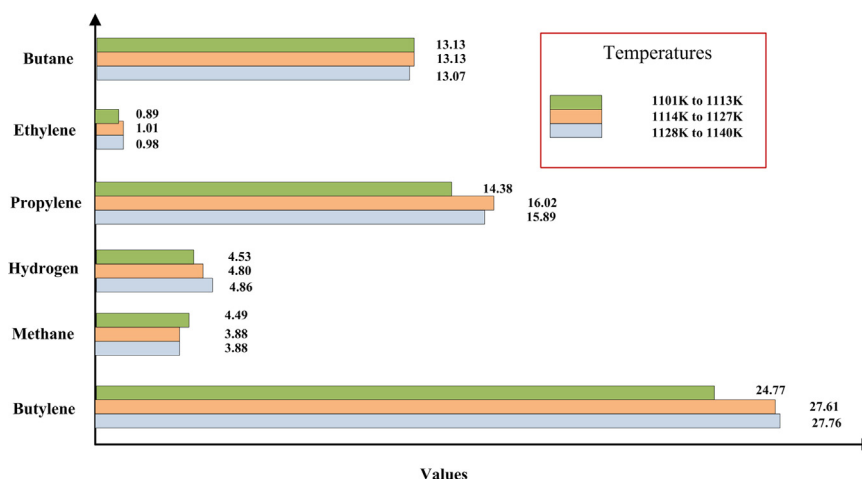 Temperatures
1101K to 1113K
1114K to 1127K
1128K to 1140K
Butane
13.13
13.13
13.07
Ethylene
0.89
1.01
0.98
Propylene
14.38
16.02
15.89
Hydrogen
4.53
4.80
4.86
Methane
4.49
3.88
3.88
Butylene
24.77
27.61
27.76
Values